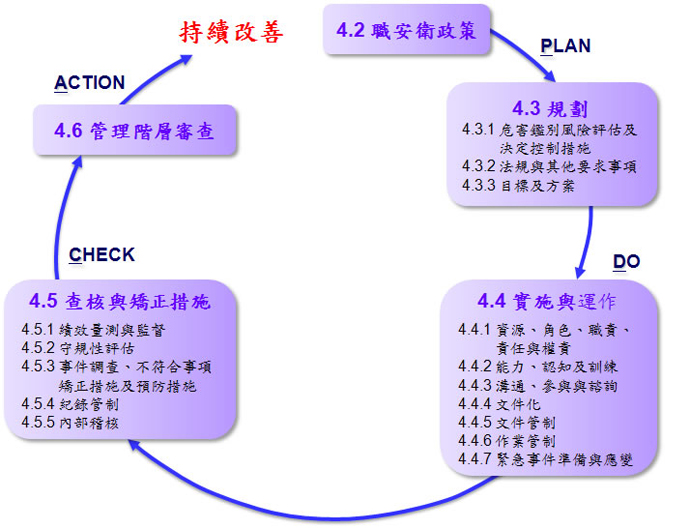 持續改善
4.2 職安衛政策
PLAN
ACTION
4.3 規劃
4.3.1 危害鑑別風險評估及
決定控制措施
4.3.2 法規與其他要求事項
4.3.3 目標及方案
4.6 管理階層審查
CHECK
DO
4.5 查核與矯正措施
4.5.1 績效量測與監督
4.5.2 守規性評估
4.5.3 事件調查、不符合事項
矯正措施及預防措施
4.5.4 紀錄管制
4.5.5 內部稽核
4.4 實施與運作
4.4.1 資源、角色、職責、
責任與權責
4.4.2 能力、認知及訓練
4.4.3 溝通、參與與諮詢
4.4.4 文件化
4.4.5 文件管制
4.4.6 作業管制
4.4.7 緊急事件準備與應變